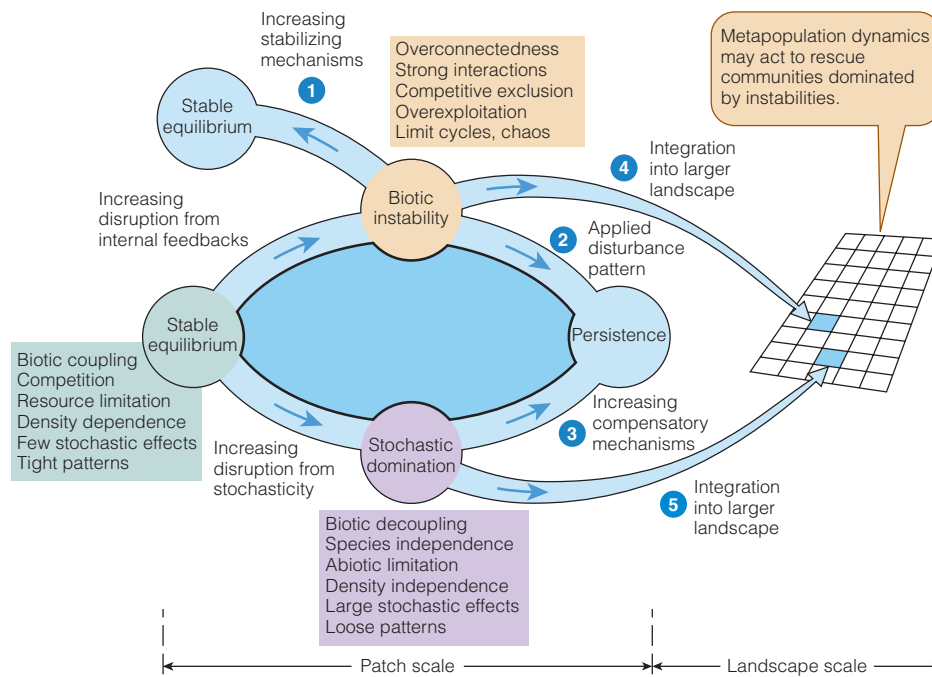 Increasing
stabilizing
mechanisms
1
Overconnectedness
Strong interactions
Competitive exclusion
Overexploitation
Limit cycles, chaos
Metapopulation dynamics
may act to rescue
communities dominated
by instabilities.
Stable
equilibrium
4
Integration
into larger
landscape
Increasing
disruption from
internal feedbacks
Biotic
instability
2
Applied
disturbance
pattern
Stable
equilibrium
Persistence
Biotic coupling
Competition
Resource limitation
Density dependence
Few stochastic effects
Tight patterns
Increasing
disruption from
stochasticity
Stochastic
domination
3
Increasing
compensatory
mechanisms
5
Integration
into larger
landscape
Biotic decoupling
Species independence
Abiotic limitation
Density independence
Large stochastic effects
Loose patterns
Patch scale
Landscape scale